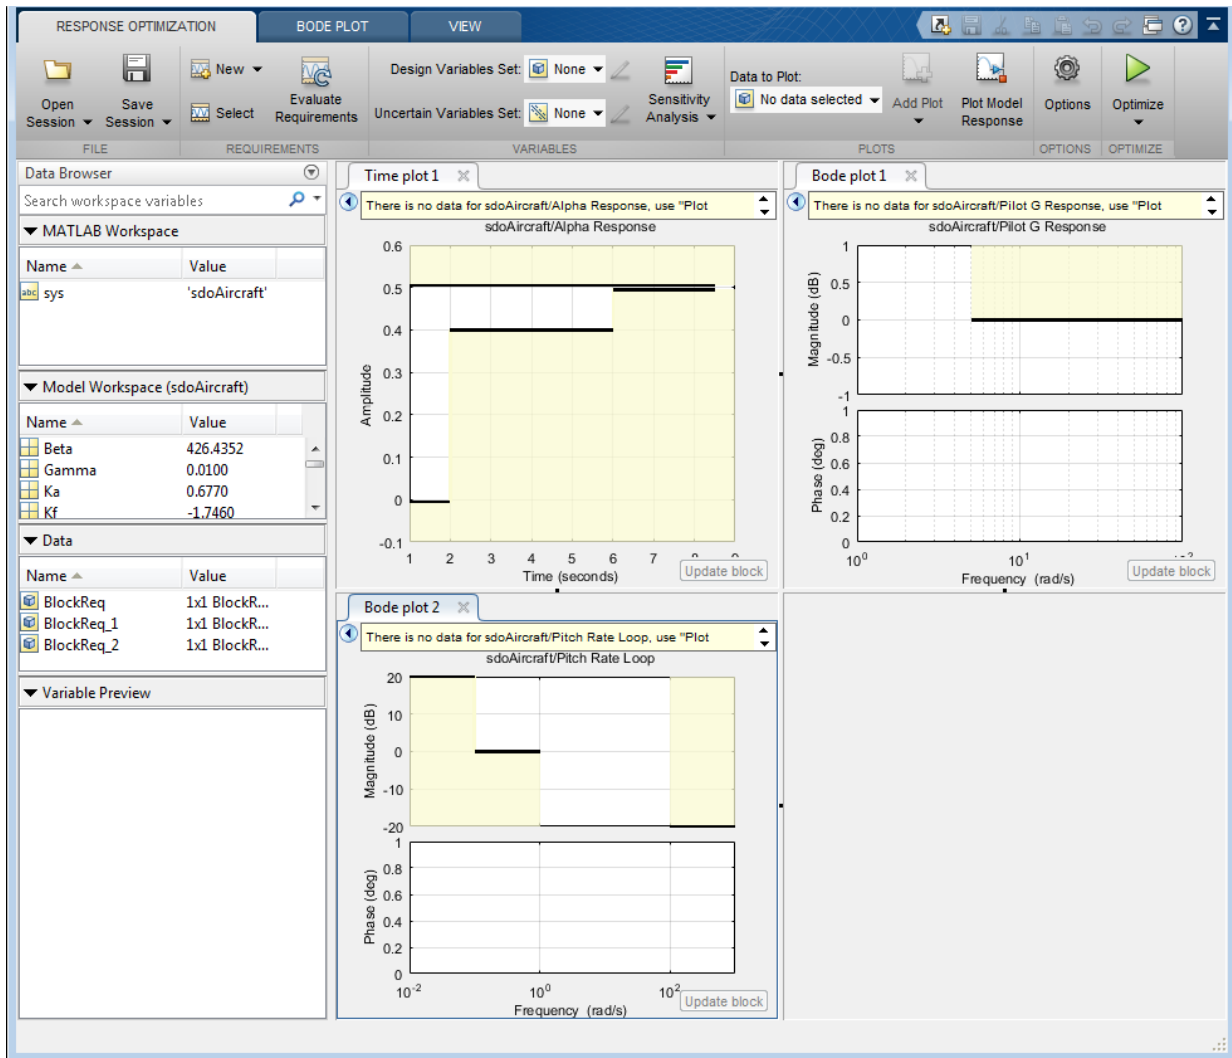 RESPONSE OPTIMIZATION BODE PLOT VIEW
New Design Variables Set: None Data to Plot:
No data selected
Open Session Save Session Select Evaluate Requirements Uncertain Variables Set: None Sensitivity Analysis Add Plot Plot Model Response Options Optimize
FILE REQUIREMENTS VARIABLES PLOTS OPTIONS OPTIMIZE
Data Browser
Search workspace variables
MATLAB Workspace
Name Value
abc sys 'sdoAircraft'
Model Workspace (sdoAircraft)
Name Value
Beta 426.4352
Gamma 0.0100
Ka 0.6770
Kf -1.7460
Data
Name Value
BlockReq 1x1 BlockR...
BlockReq_1 1x1 BlockR...
BlockReq_2 1x1 BlockR...
Variable Preview
Time plot 1
There is no data for sdoAircraft/Alpha Response, use "Plot
sdoAircraft/Alpha Response
Amplitude
0.6
0.5
0.4
0.3
0.2
0.1
0
-0.1
1 2 3 4 5 6 7
Time (seconds)
Update block
Bode plot 1
There is no data for sdoAircraft/Pilot G Response, use "Plot
sdoAircraft/Pilot G Response
Magnitude (dB)
1
0.5
0
-0.5
-1
Phase (deg)
1
0.8
0.6
0.4
0.2
0
10^0 10^1
Frequency (rad/s)
Update block
Bode plot 2
There is no data for sdoAircraft/Pitch Rate Loop, use "Plot
sdoAircraft/Pitch Rate Loop
Magnitude (dB)
20
10
0
-10
-20
Phase (deg)
1
0.8
0.6
0.4
0.2
0
10^-2 10^0 10^2
Frequency (rad/s)
Update block